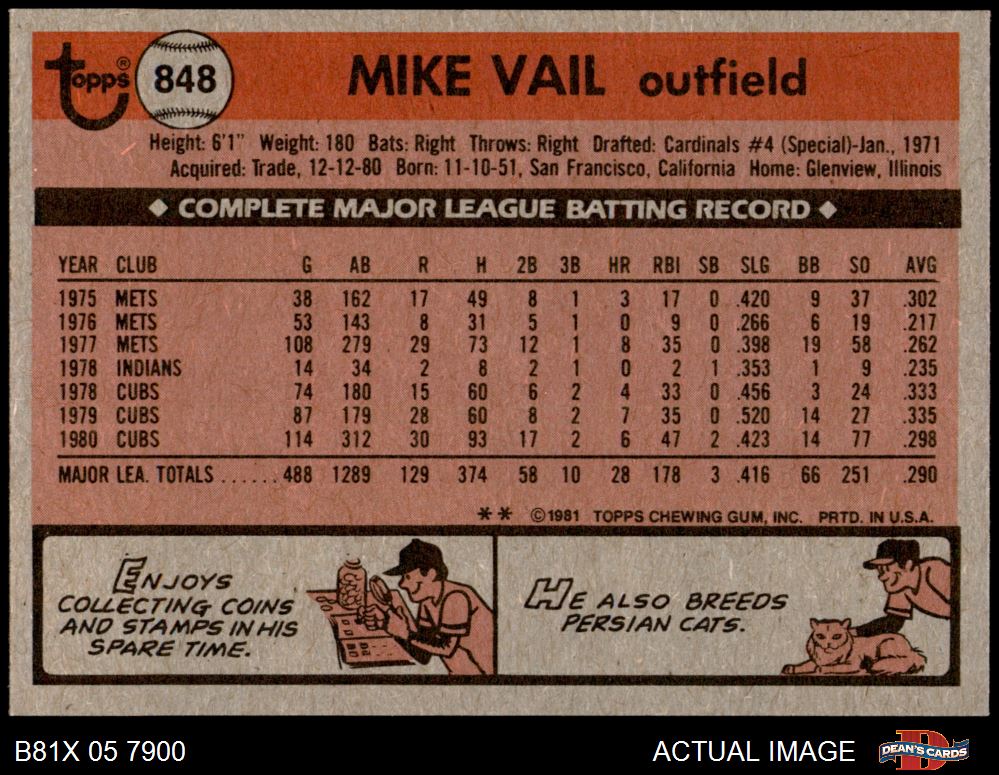 topps®
848
MIKE VAIL outfield
Height: 6'1" Weight: 180 Bats: Right Throws: Right Drafted: Cardinals #4 (Special)-Jan., 1971
Acquired: Trade, 12-12-80 Born: 11-10-51, San Francisco, California Home: Glenview, Illinois
◆ COMPLETE MAJOR LEAGUE BATTING RECORD ◆
YEAR CLUB G AB R H 2B 3B HR RBI SB SLG BB SO AVG
1975 METS 38 162 17 49 8 1 3 17 0 .420 9 37 .302
1976 METS 53 143 8 31 5 1 0 9 0 .266 6 19 .217
1977 METS 108 279 29 73 12 1 8 35 0 .398 19 58 .262
1978 INDIANS 14 34 2 8 2 1 0 2 1 .353 1 9 .235
1978 CUBS 74 180 15 60 6 2 4 33 0 .456 3 24 .333
1979 CUBS 87 179 28 60 8 2 7 35 0 .520 14 27 .335
1980 CUBS 114 312 30 93 17 2 6 47 2 .423 14 77 .298
MAJOR LEA. TOTALS ...... 488 1289 129 374 58 10 28 178 3 .416 66 251 .290
** ©1981 TOPPS CHEWING GUM, INC. PRTD. IN U.S.A.
ENJOYS
COLLECTING COINS
AND STAMPS IN HIS
SPARE TIME.
HE ALSO BREEDS
PERSIAN CATS.
B81X 05 7900 ACTUAL IMAGE
DEAN'S CARDS